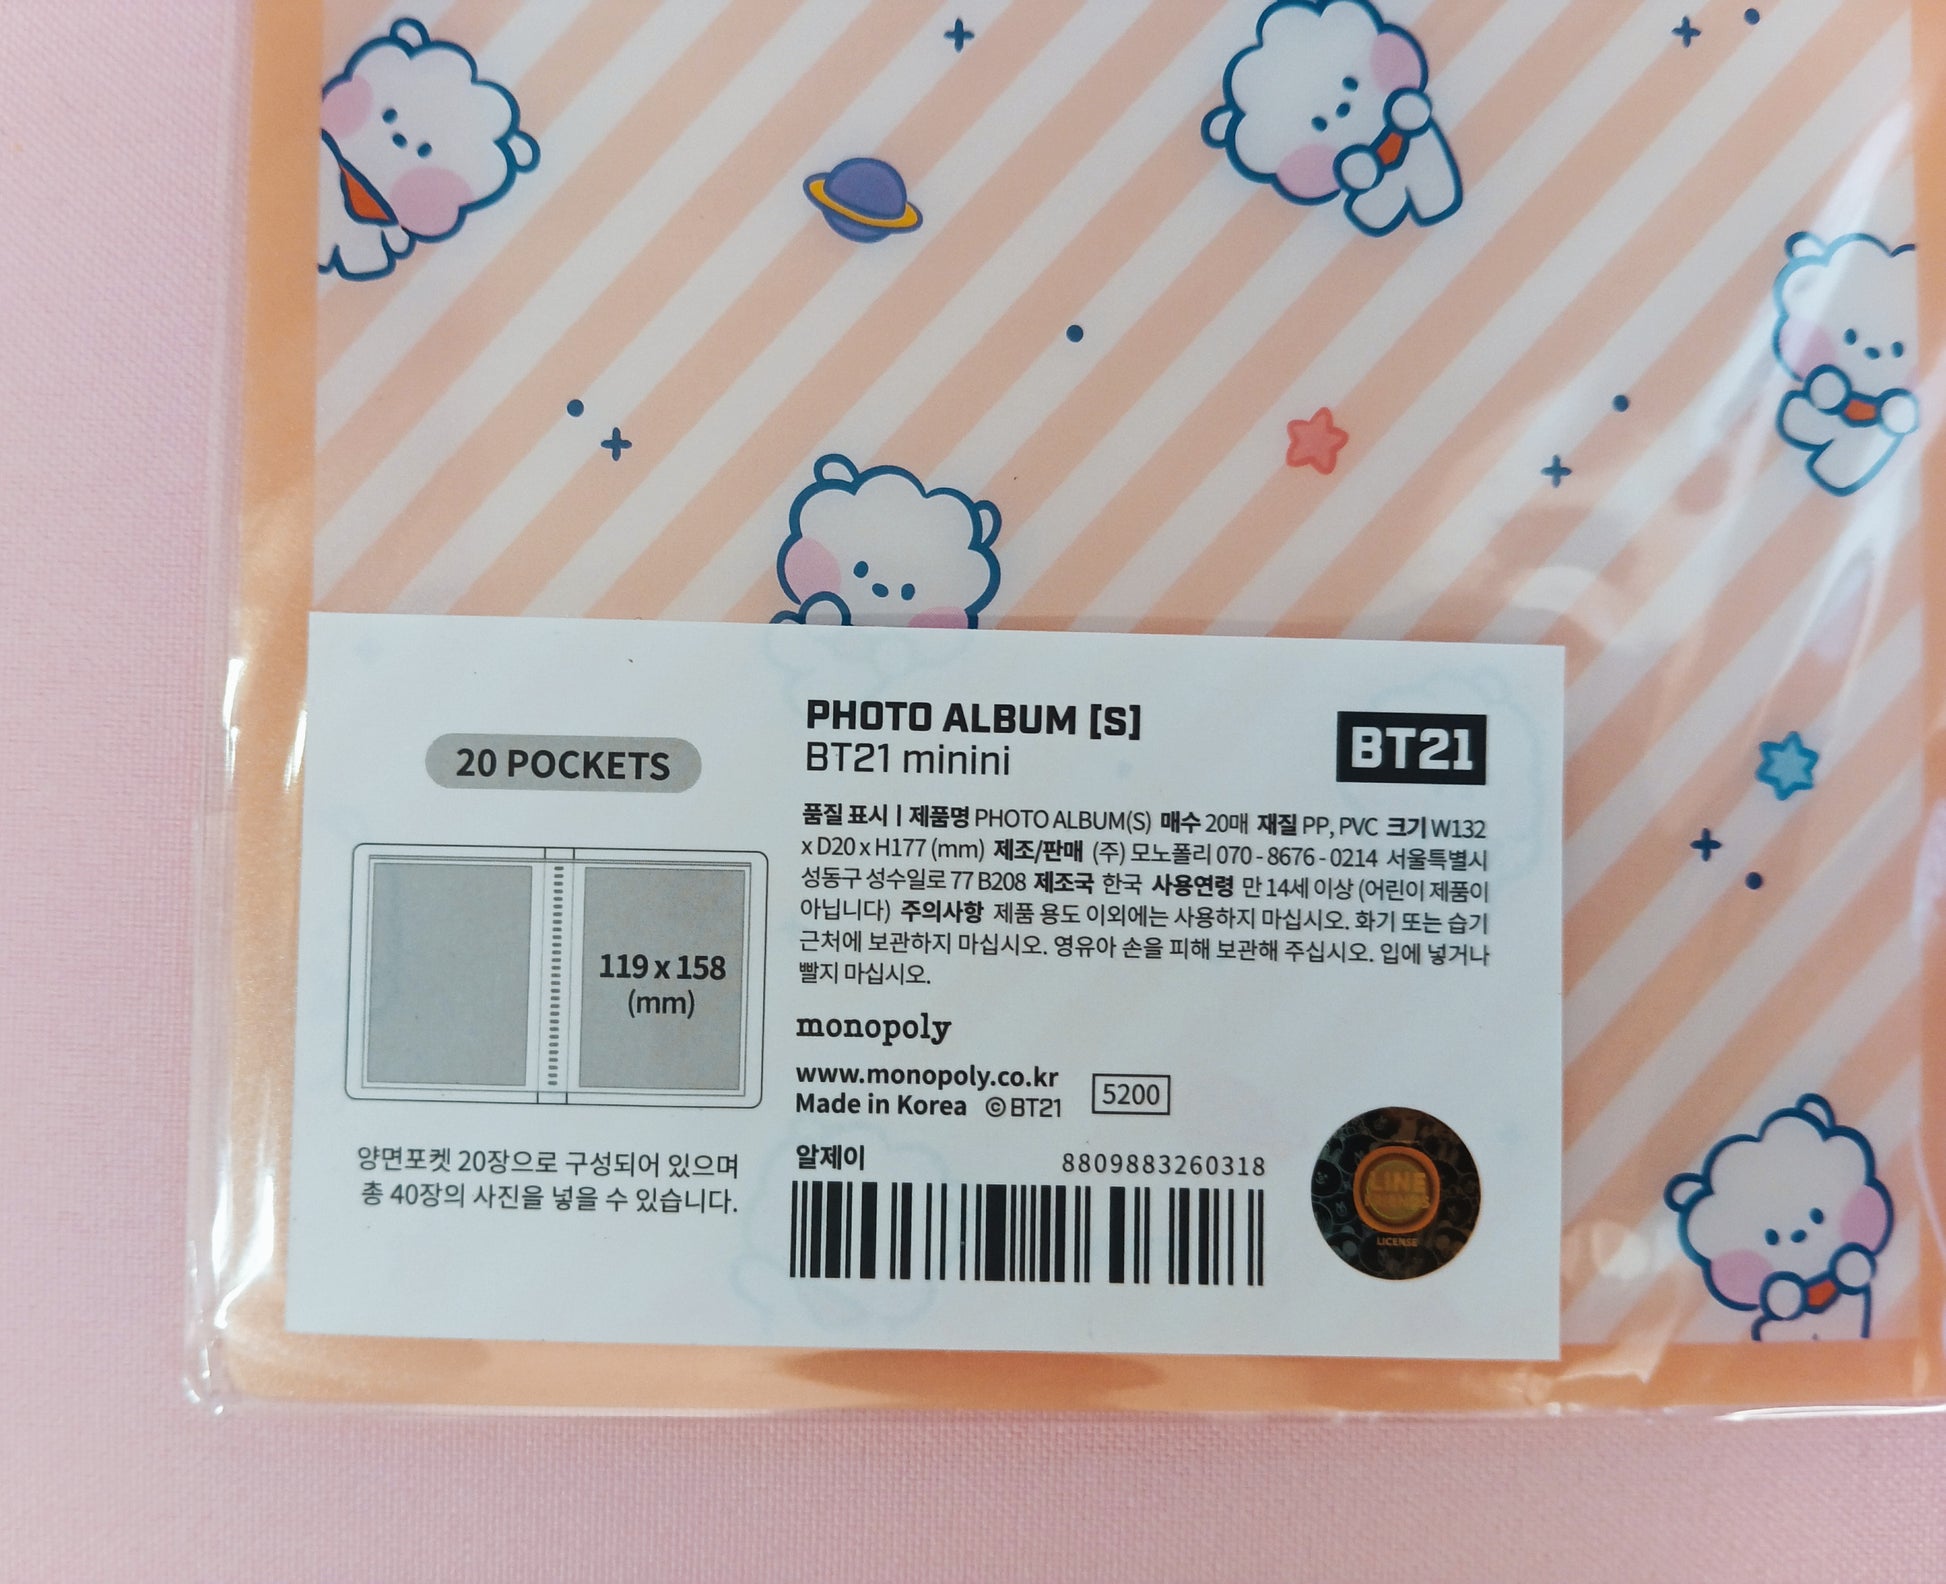 20 POCKETS
119 x 158
(mm)
양면포켓 20장으로 구성되어 있으며
총 40장의 사진을 넣을 수 있습니다.
PHOTO ALBUM [S]
BT21 minini
BT21
품질 표시 | 제품명 PHOTO ALBUM(S) 매수 20매 재질 PP, PVC 크기 W132
x D20 x H177 (mm) 제조/판매 (주) 모노폴리 070 - 8676 - 0214 서울특별시
성동구 성수일로 77 B208 제조국 한국 사용연령 만 14세 이상 (어린이 제품이
아닙니다) 주의사항 제품 용도 이외에는 사용하지 마십시오. 화기 또는 습기
근처에 보관하지 마십시오. 영유아 손을 피해 보관해 주십시오. 입에 넣거나
빨지 마십시오.
monopoly
www.monopoly.co.kr
Made in Korea ©BT21
5200
알제이
8809883260318
LINE
LICENSE